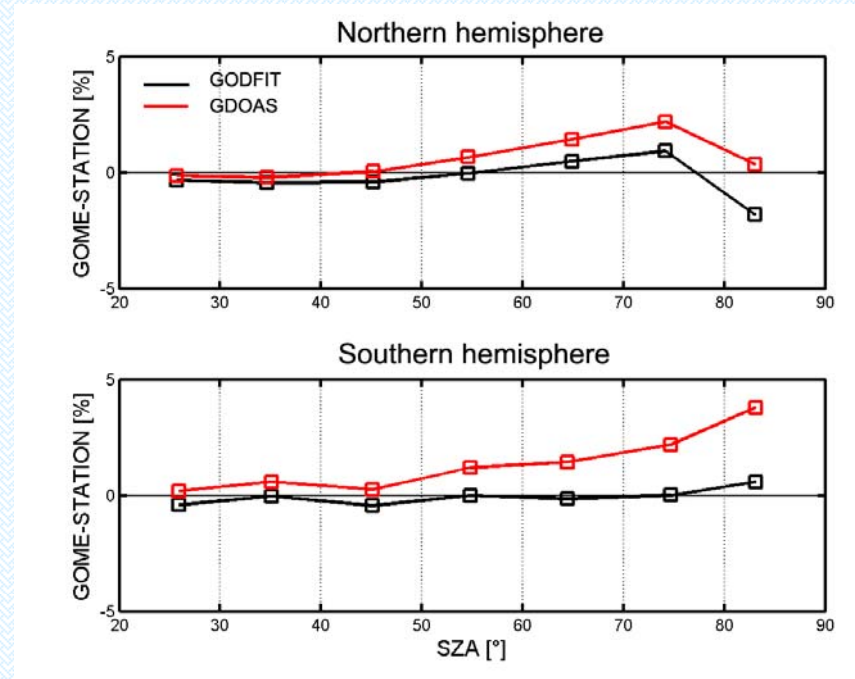 Northern hemisphere
GOME-STATION [%]
5
0
-5
GODFIT
GDOAS
20 30 40 50 60 70 80 90
Southern hemisphere
GOME-STATION [%]
5
0
-5
20 30 40 50 60 70 80 90
SZA [°]